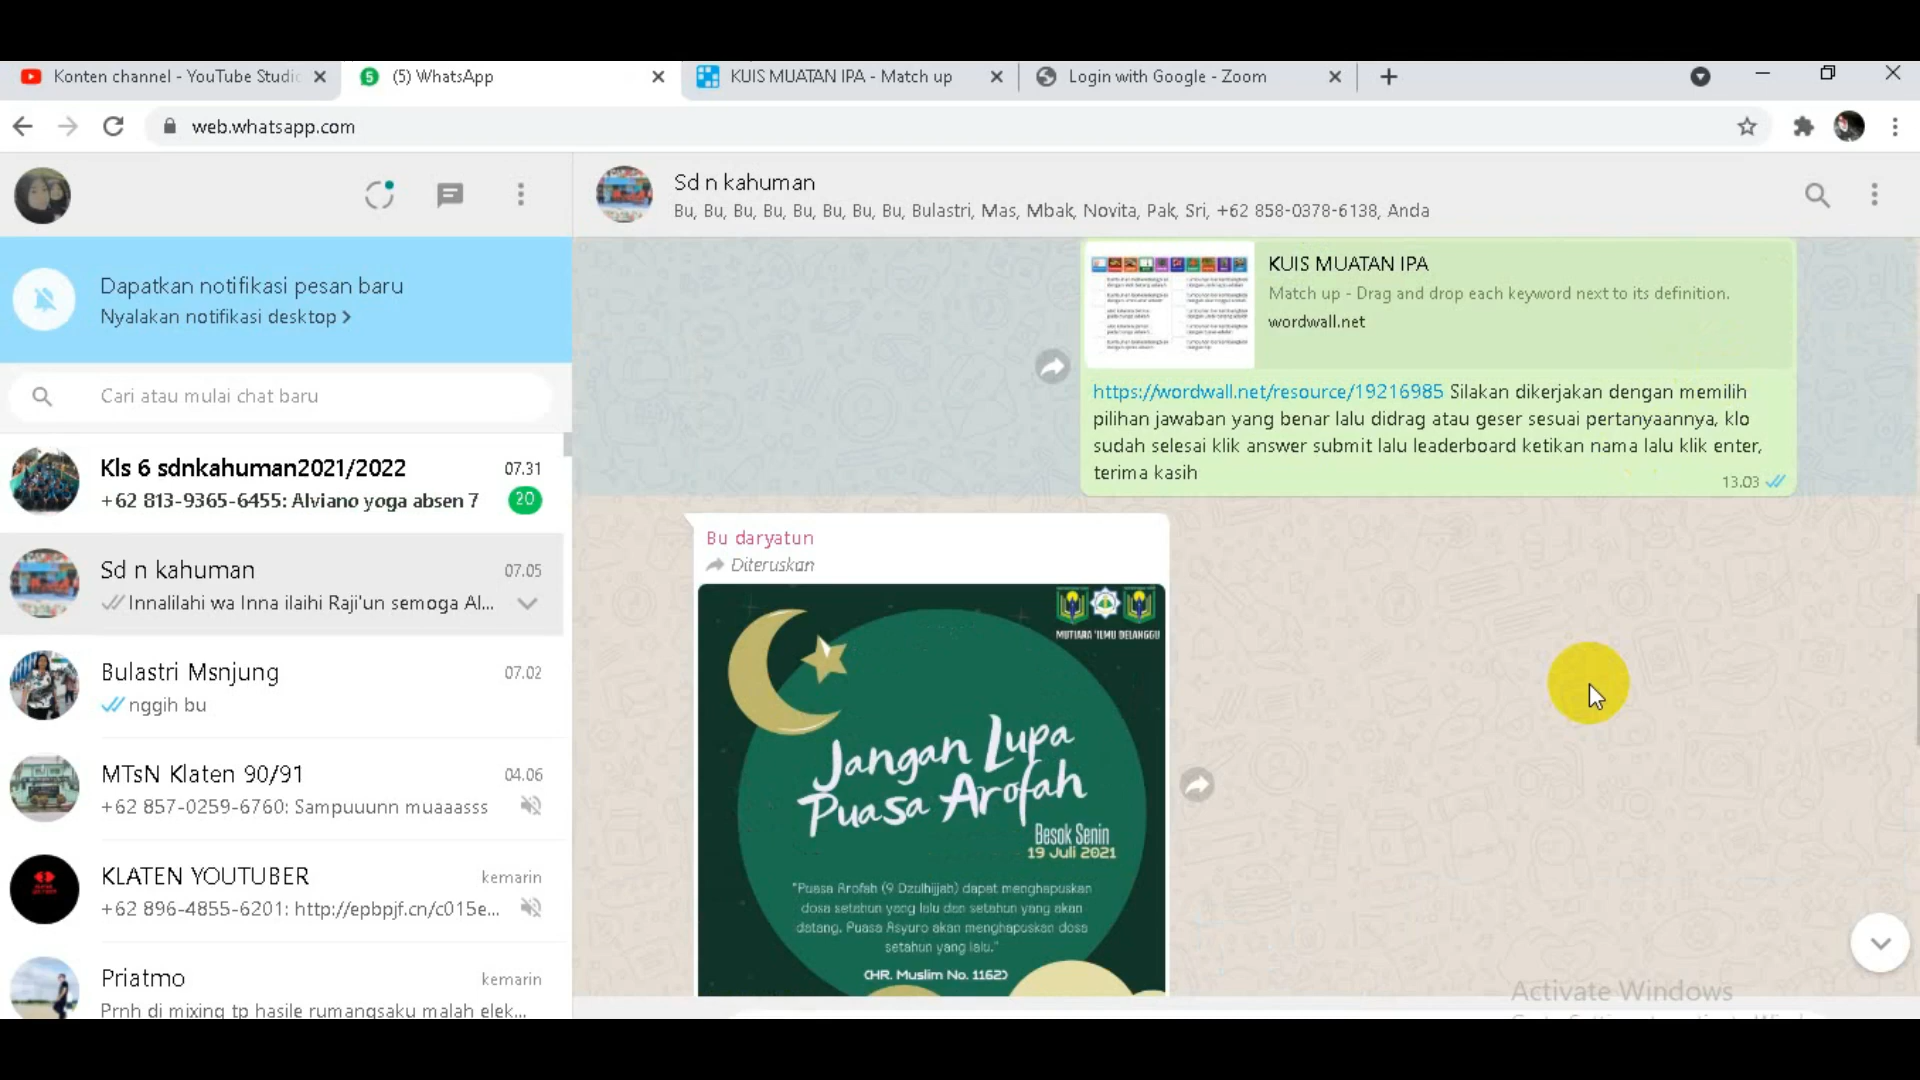 Konten channel - YouTube Studio
(5) WhatsApp
KUIS MUATAN IPA - Match up
Login with Google - Zoom
web.whatsapp.com
Dapatkan notifikasi pesan baru
Nyalakan notifikasi desktop >
Cari atau mulai chat baru
Kls 6 sdnkahuman2021/2022
07.31
+62 813-9365-6455: Alviano yoga absen 7
20
Sd n kahuman
07.05
Innalilahi wa Inna ilaihi Raji'un semoga Al...
Bulastri Msnjung
07.02
nggih bu
MTsN Klaten 90/91
04.06
+62 857-0259-6760: Sampuuunn muaaasss
KLATEN YOUTUBER
kemarin
+62 896-4855-6201: http://epbpjf.cn/c015e...
Priatmo
kemarin
Prnh di mixing tp hasile rumangsaku malah elek...
Sd n kahuman
Bu, Bu, Bu, Bu, Bu, Bu, Bu, Bu, Bulastri, Mas, Mbak, Novita, Pak, Sri, +62 858-0378-6138, Anda
KUIS MUATAN IPA
Match up - Drag and drop each keyword next to its definition.
wordwall.net
https://wordwall.net/resource/19216985 Silakan dikerjakan dengan memilih
pilihan jawaban yang benar lalu didrag atau geser sesuai pertanyaannya, klo
sudah selesai klik answer submit lalu leaderboard ketikan nama lalu klik enter,
terima kasih
13.03
Bu daryatun
Diteruskan
MUTIARA 'ILMU DELANGGU
Jangan Lupa
Puasa Arofah
Besok Senin
19 Juli 2021
"Puasa Arofah (9 Dzulhijjah) dapat menghapuskan
dosa setahun yang lalu dan setahun yang akan
datang. Puasa Asyuro akan menghapuskan dosa
setahun yang lalu."
(HR. Muslim No. 1162)
Activate Windows